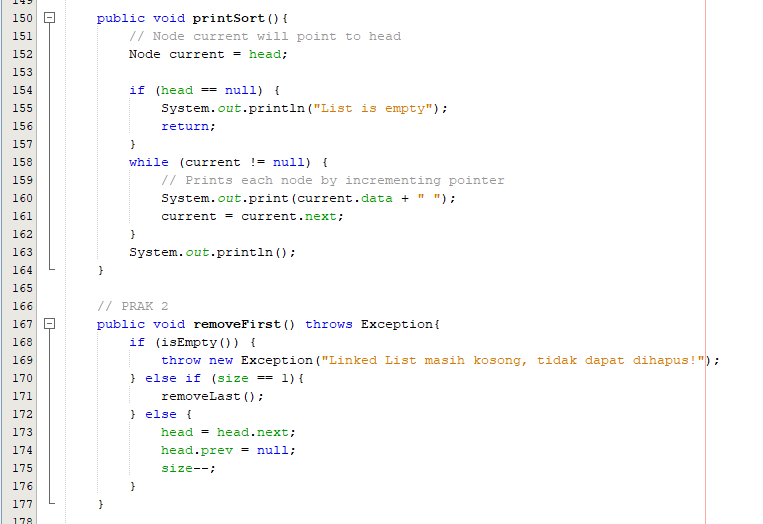 149
150 public void printSort(){
151 // Node current will point to head
152 Node current = head;
153
154 if (head == null) {
155 System.out.println("List is empty");
156 return;
157 }
158 while (current != null) {
159 // Prints each node by incrementing pointer
160 System.out.print(current.data + " ");
161 current = current.next;
162 }
163 System.out.println();
164 }
165
166 // PRAK 2
167 public void removeFirst() throws Exception{
168 if (isEmpty()) {
169 throw new Exception("Linked List masih kosong, tidak dapat dihapus!");
170 } else if (size == 1){
171 removeLast();
172 } else {
173 head = head.next;
174 head.prev = null;
175 size--;
176 }
177 }
178